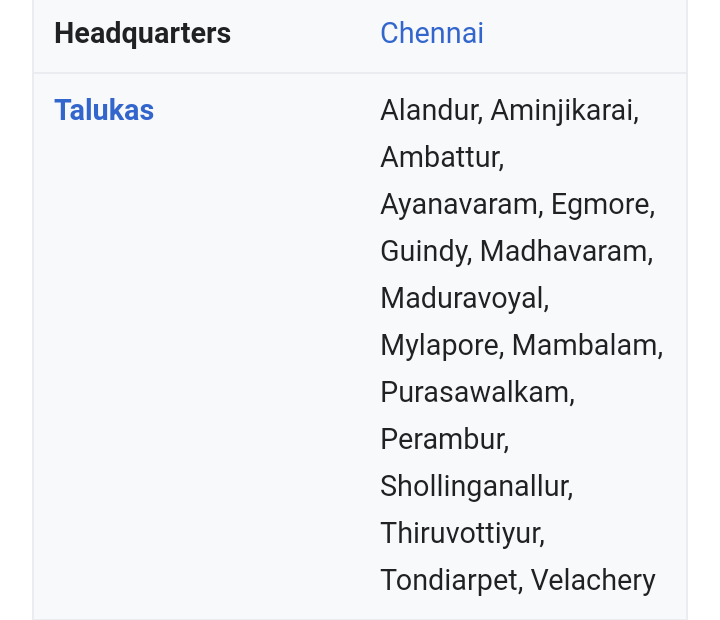 Headquarters Chennai
Talukas Alandur, Aminjikarai,
Ambattur,
Ayanavaram, Egmore,
Guindy, Madhavaram,
Maduravoyal,
Mylapore, Mambalam,
Purasawalkam,
Perambur,
Shollinganallur,
Thiruvottiyur,
Tondiarpet, Velachery